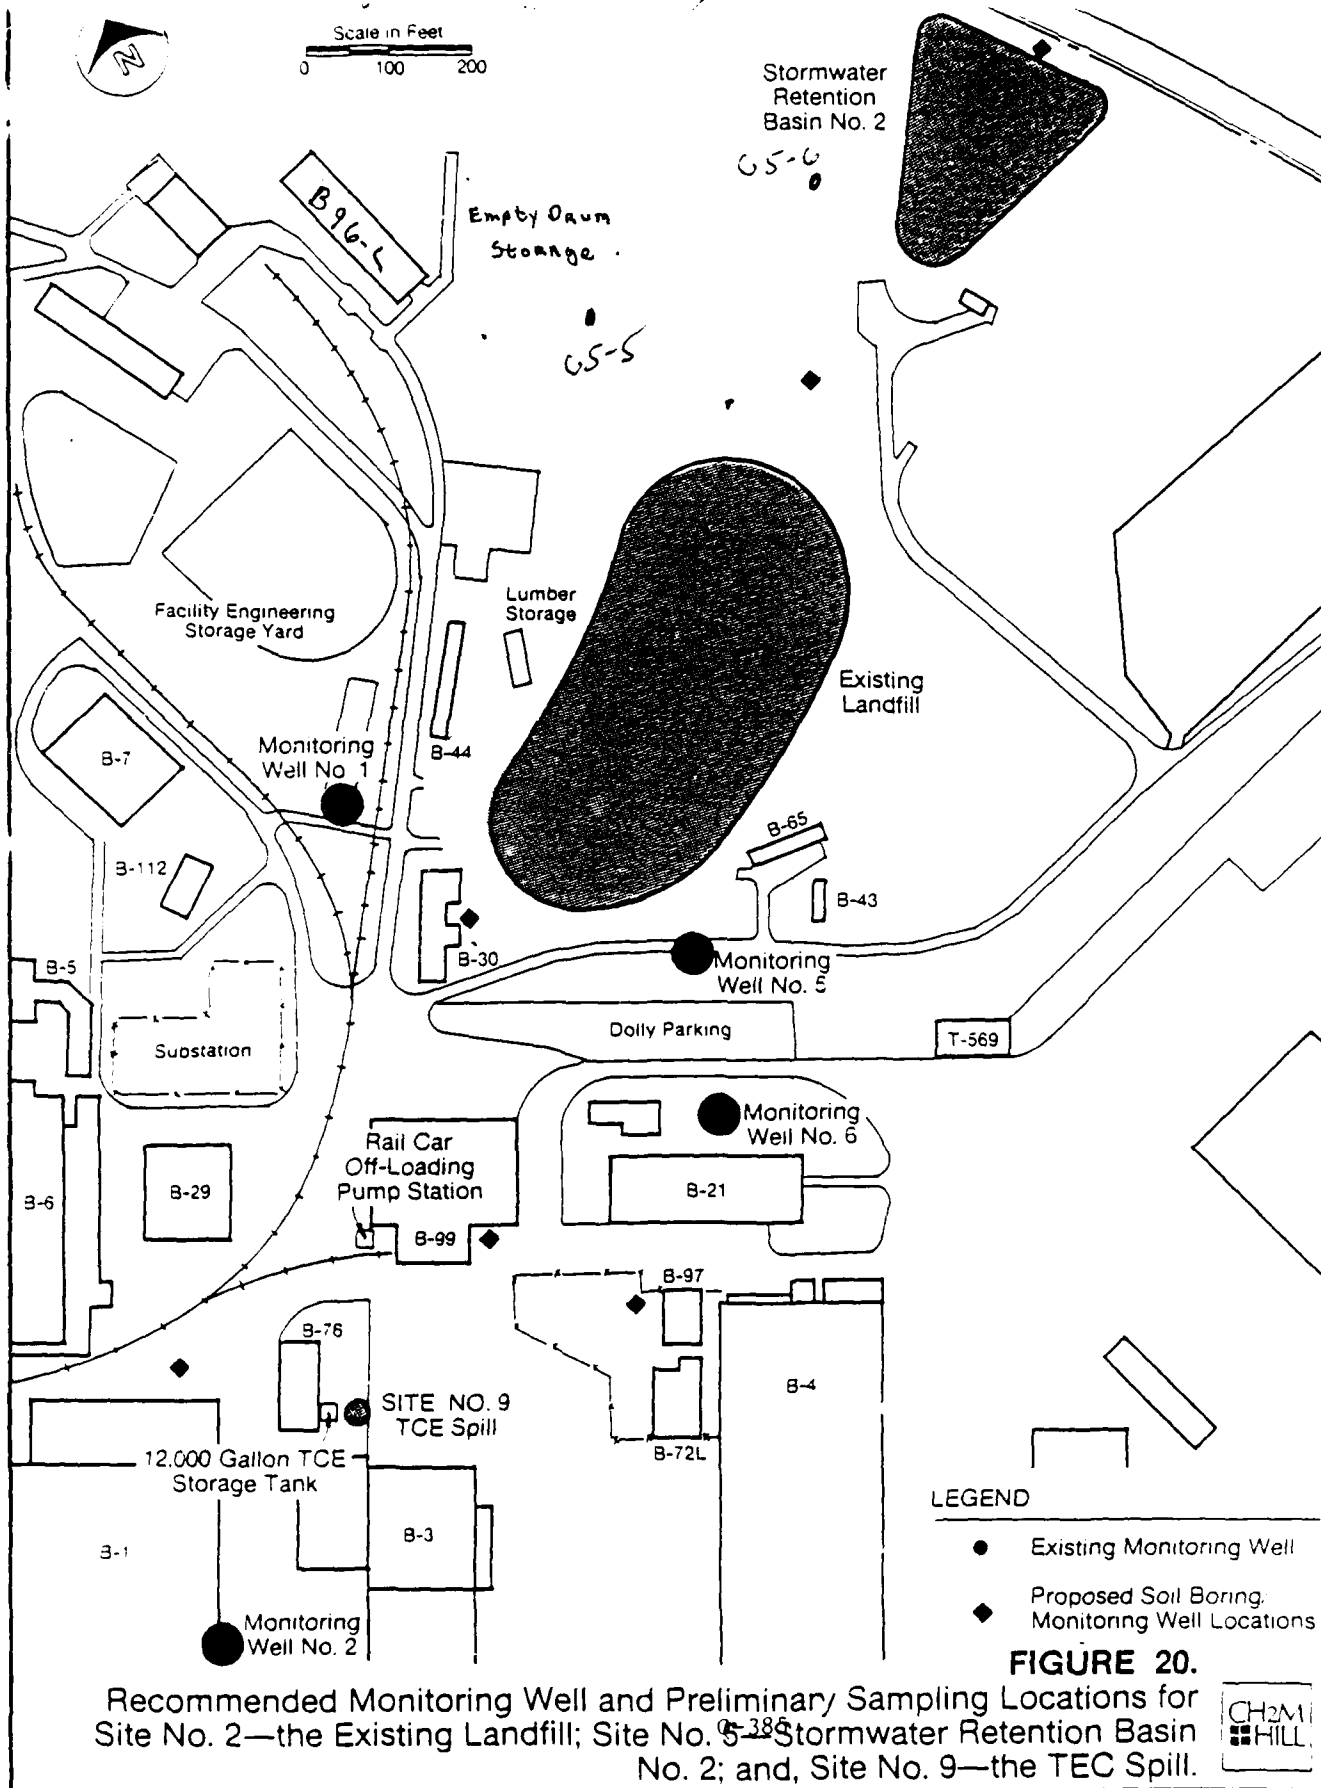 N
Scale in Feet
0 100 200
Stormwater
Retention
Basin No. 2
B96-L
Empty Drum
Storage
05-6
05-5
Facility Engineering
Storage Yard
Lumber
Storage
Existing
Landfill
B-7
Monitoring
Well No. 1
B-44
B-65
B-112
B-43
B-5
B-30
Monitoring
Well No. 5
Substation
Dolly Parking
T-569
Monitoring
Well No. 6
Rail Car
Off-Loading
Pump Station
B-6
B-29
B-99
B-21
B-97
B-76
B-4
SITE NO. 9
TCE Spill
B-72L
12,000 Gallon TCE
Storage Tank
B-1
B-3
Monitoring
Well No. 2
LEGEND
Existing Monitoring Well
Proposed Soil Boring,
Monitoring Well Locations
FIGURE 20.
Recommended Monitoring Well and Preliminary Sampling Locations for
Site No. 2—the Existing Landfill; Site No. 5—Stormwater Retention Basin
No. 2; and, Site No. 9—the TEC Spill.
CH2M
HILL